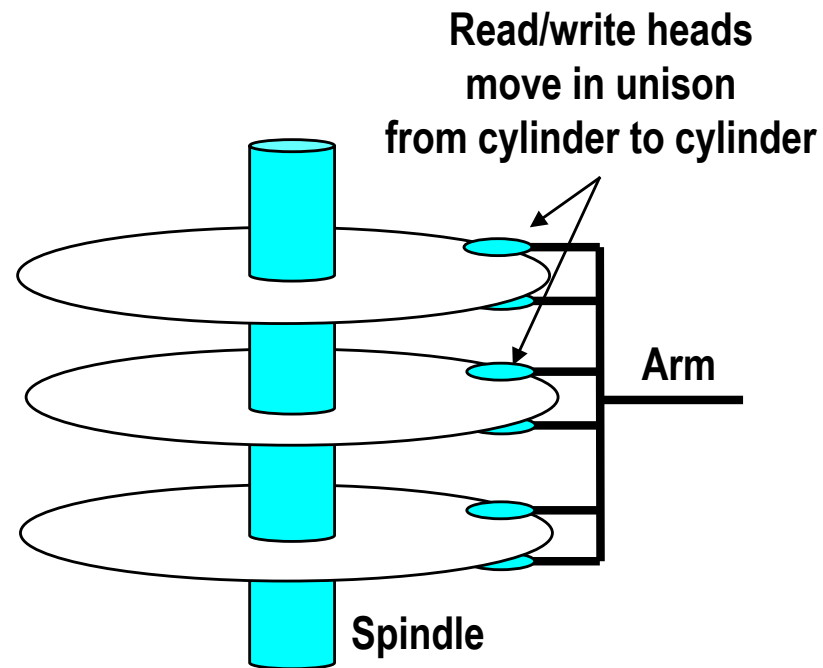 Read/write heads
move in unison
from cylinder to cylinder
Arm
Spindle